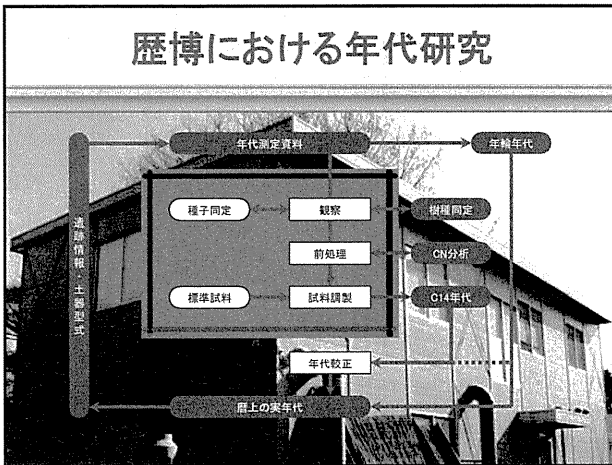 歴博における年代研究
年代測定資料
年輪年代
遺跡情報・土器型式
種子同定
観察
樹種同定
前処理
CN分析
標準試料
試料調製
C14年代
年代較正
暦上の実年代